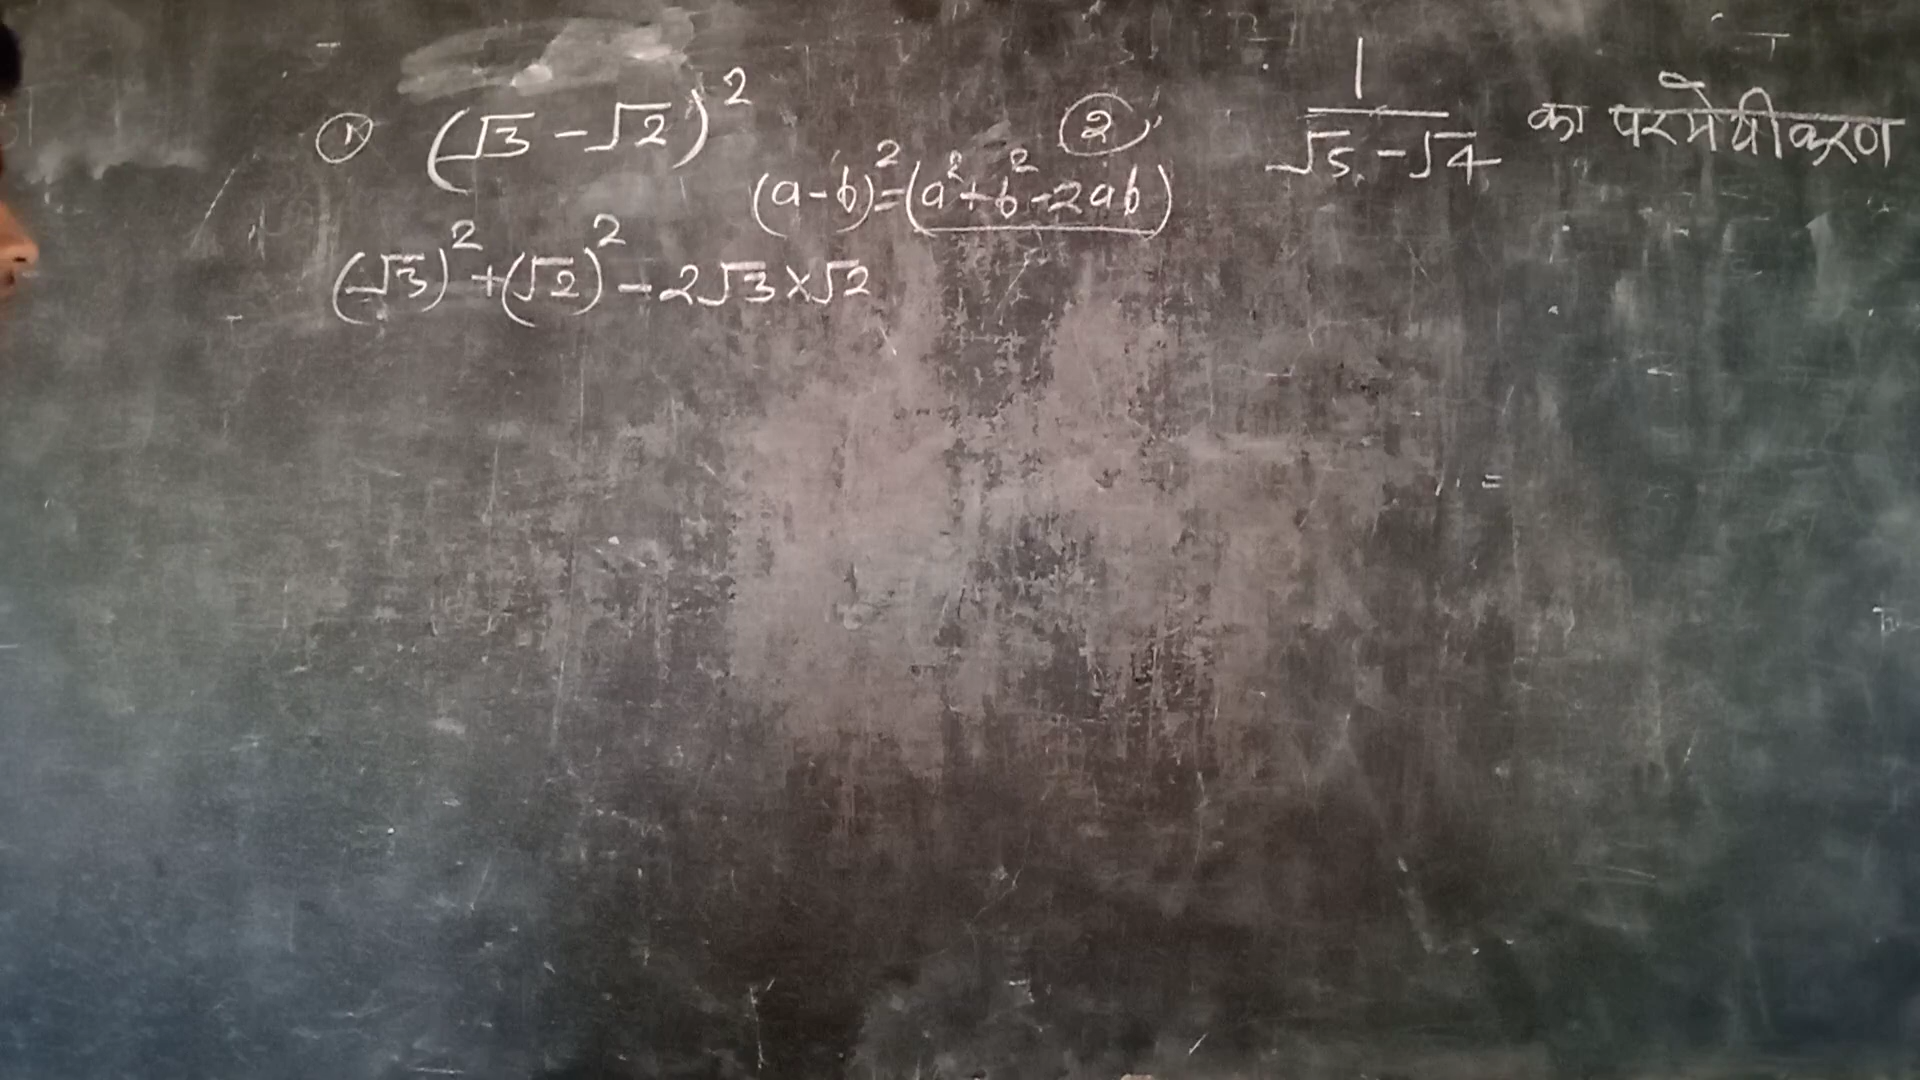 ① (√3 - √2)²
(a-b)² = (a² + b² - 2ab)
(√3)² + (√2)² - 2√3 × √2
② 1/(√5 - √4) का परमेयीकरण
=